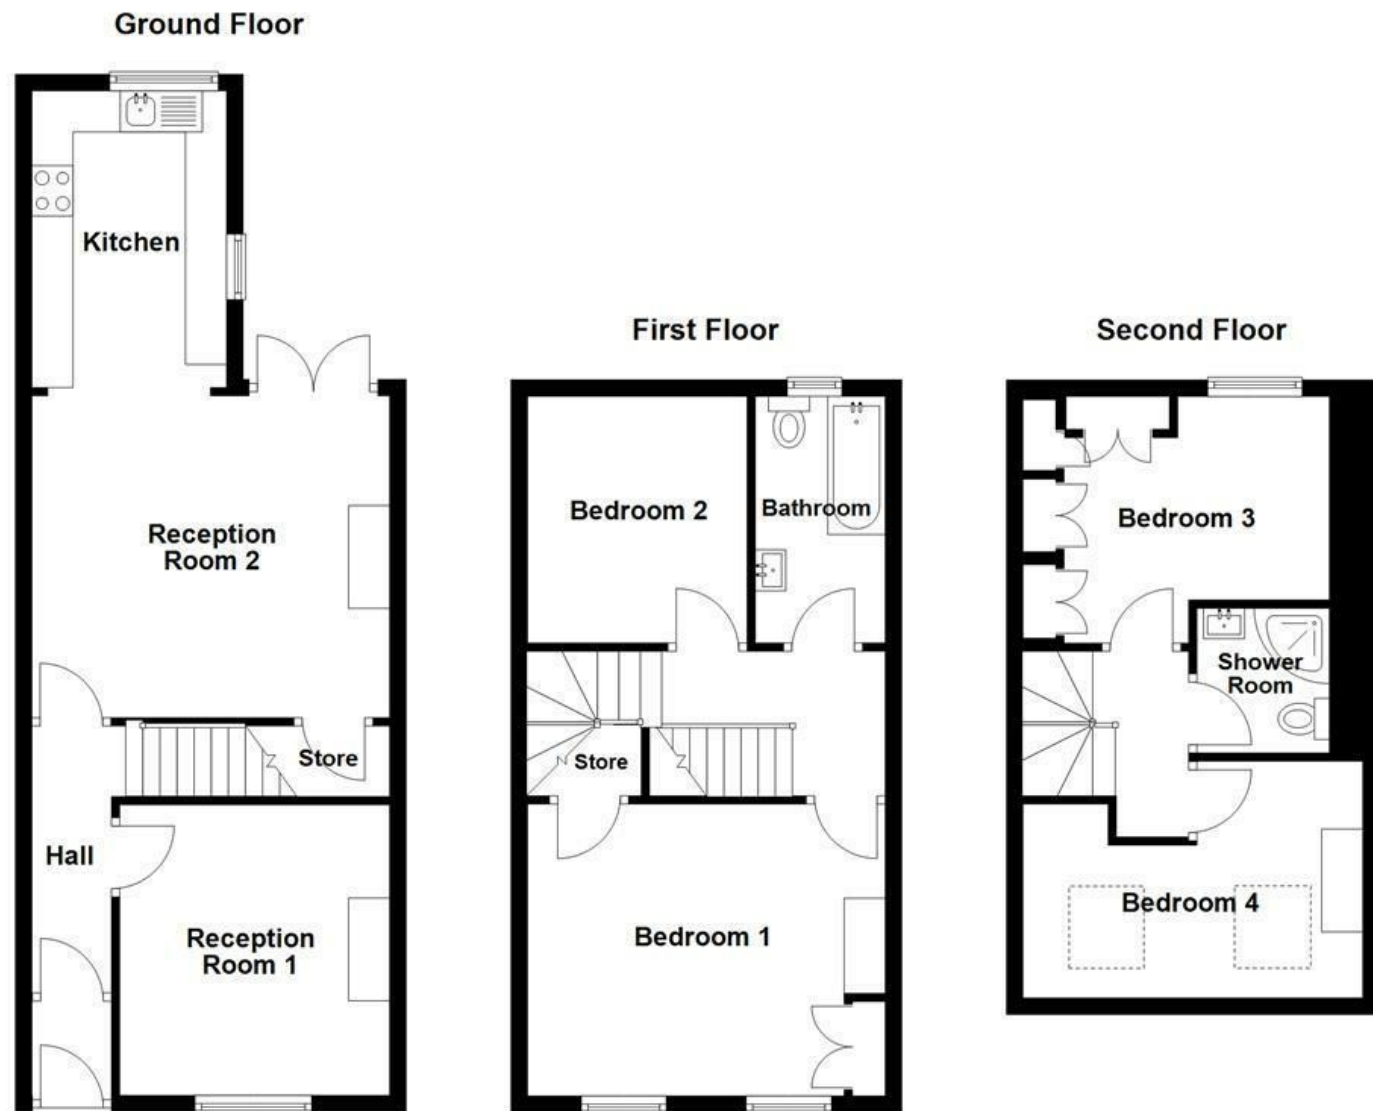 Ground Floor
Kitchen
Reception
Room 2
Store
Hall
Reception
Room 1
First Floor
Bedroom 2
Bathroom
Store
Bedroom 1
Second Floor
Bedroom 3
Shower
Room
Bedroom 4